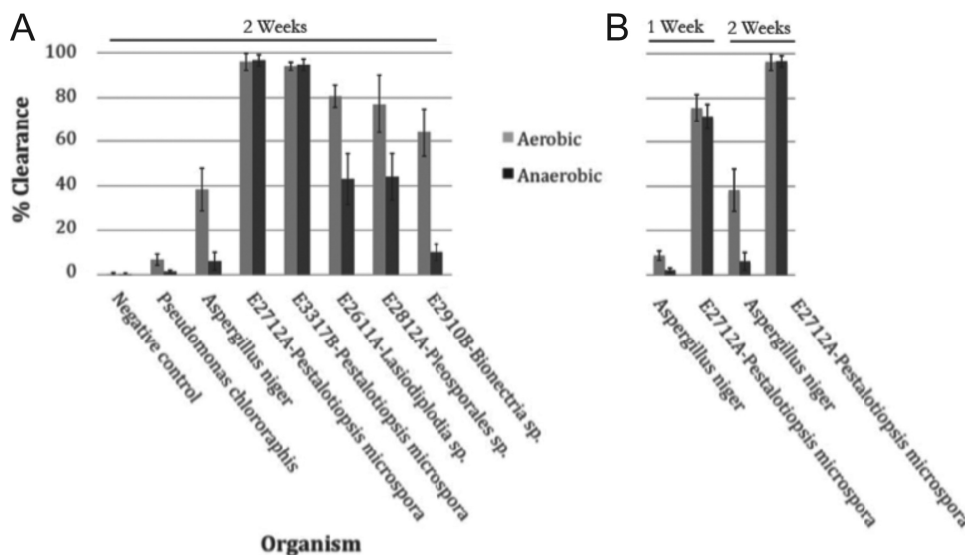 A
2 Weeks
% Clearance
100
80
60
40
20
0
Negative control
Pseudomonas chlororaphis
Aspergillus niger
E2712A-Pestalotiopsis microspora
E3317B-Pestalotiopsis microspora
E2611A-Lasiodiplodia sp.
E2812A-Pleosporales sp.
E2910B-Bionectria sp.
Organism
Aerobic
Anaerobic
B
1 Week
2 Weeks
Aspergillus niger
E2712A-Pestalotiopsis microspora
Aspergillus niger
E2712A-Pestalotiopsis microspora